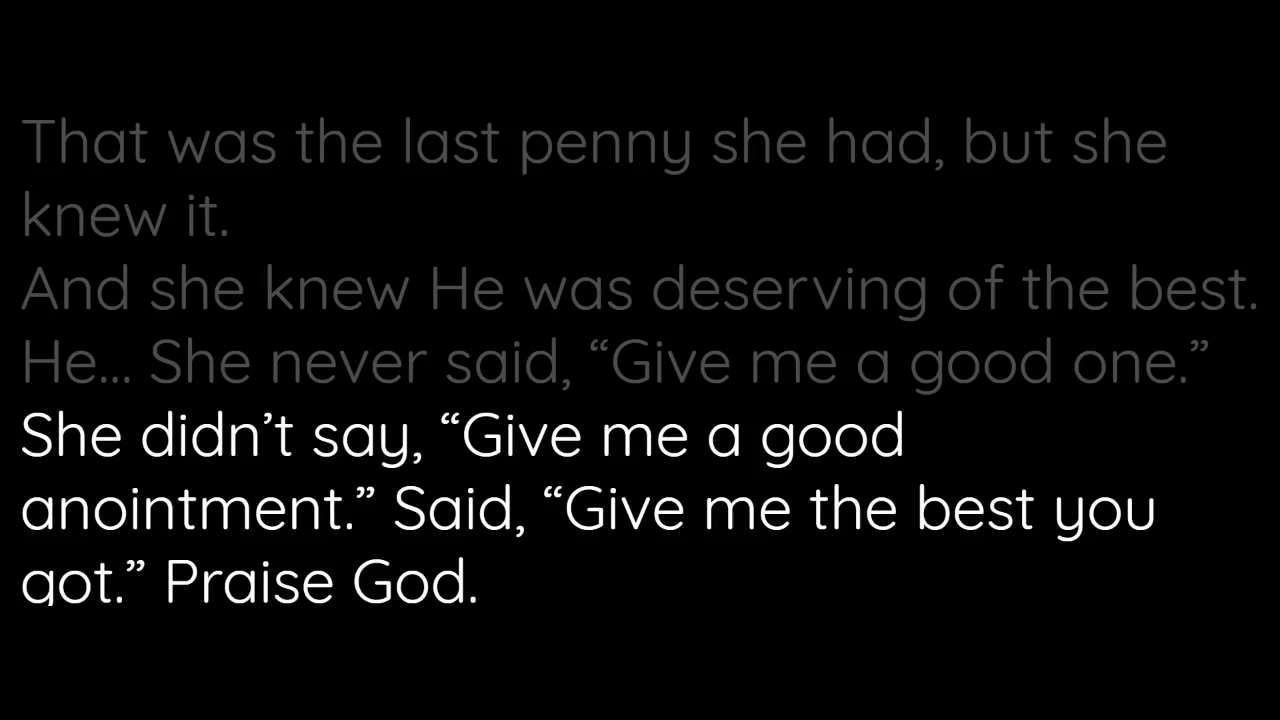 That was the last penny she had, but she
knew it.
And she knew He was deserving of the best.
He... She never said, “Give me a good one.”
She didn’t say, “Give me a good
anointment.” Said, “Give me the best you
got.” Praise God.